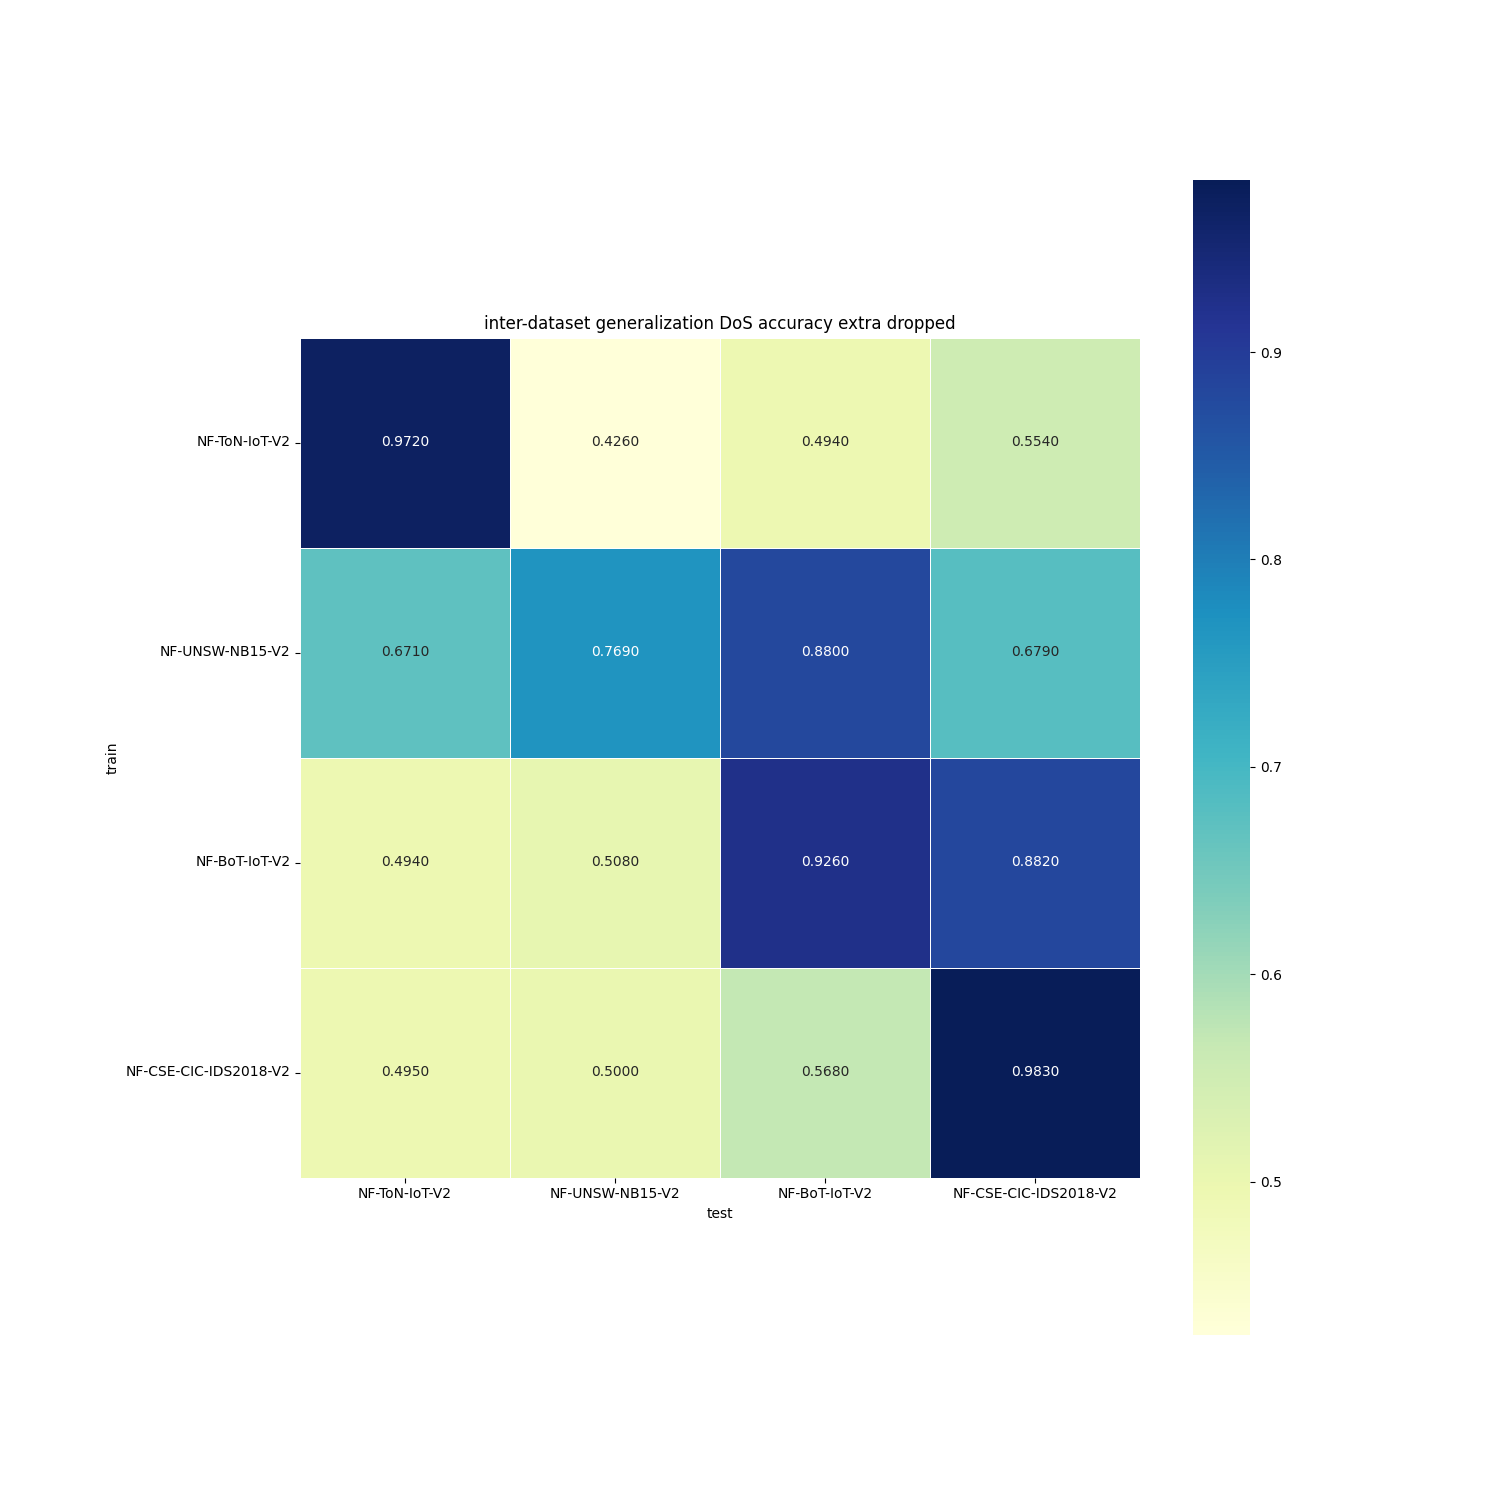 inter-dataset generalization DoS accuracy extra dropped
NF-ToN-IoT-V2
0.9720 0.4260 0.4940 0.5540
NF-UNSW-NB15-V2
0.6710 0.7690 0.8800 0.6790
NF-BoT-IoT-V2
0.4940 0.5080 0.9260 0.8820
NF-CSE-CIC-IDS2018-V2
0.4950 0.5000 0.5680 0.9830
train
NF-ToN-IoT-V2 NF-UNSW-NB15-V2 NF-BoT-IoT-V2 NF-CSE-CIC-IDS2018-V2
test
0.9
0.8
0.7
0.6
0.5